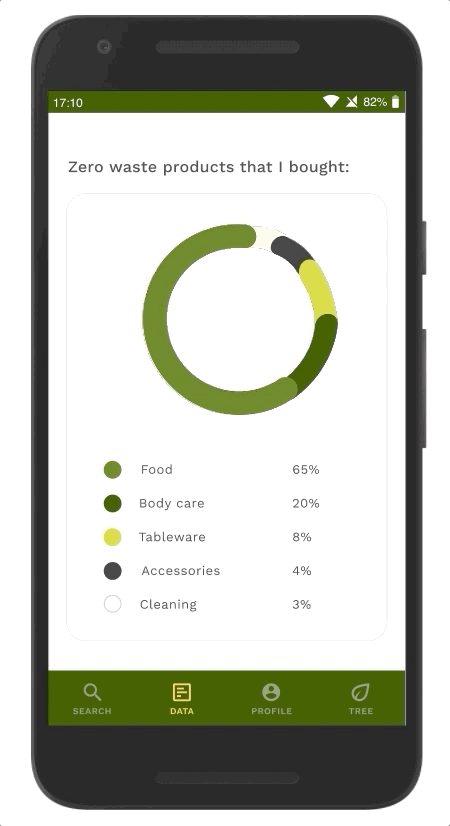 17:10 82%
Zero waste products that I bought:
Food 65%
Body care 20%
Tableware 8%
Accessories 4%
Cleaning 3%
SEARCH DATA PROFILE TREE